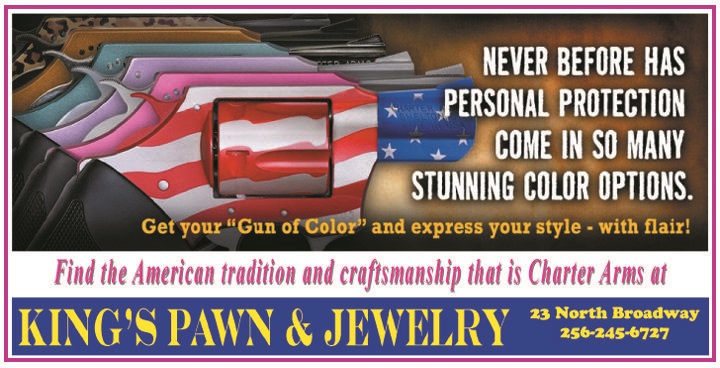 NEVER BEFORE HAS
PERSONAL PROTECTION
COME IN SO MANY
STUNNING COLOR OPTIONS.
Get your “Gun of Color” and express your style - with flair!
Find the American tradition and craftsmanship that is Charter Arms at
KING'S PAWN & JEWELRY
23 North Broadway
256-245-6727